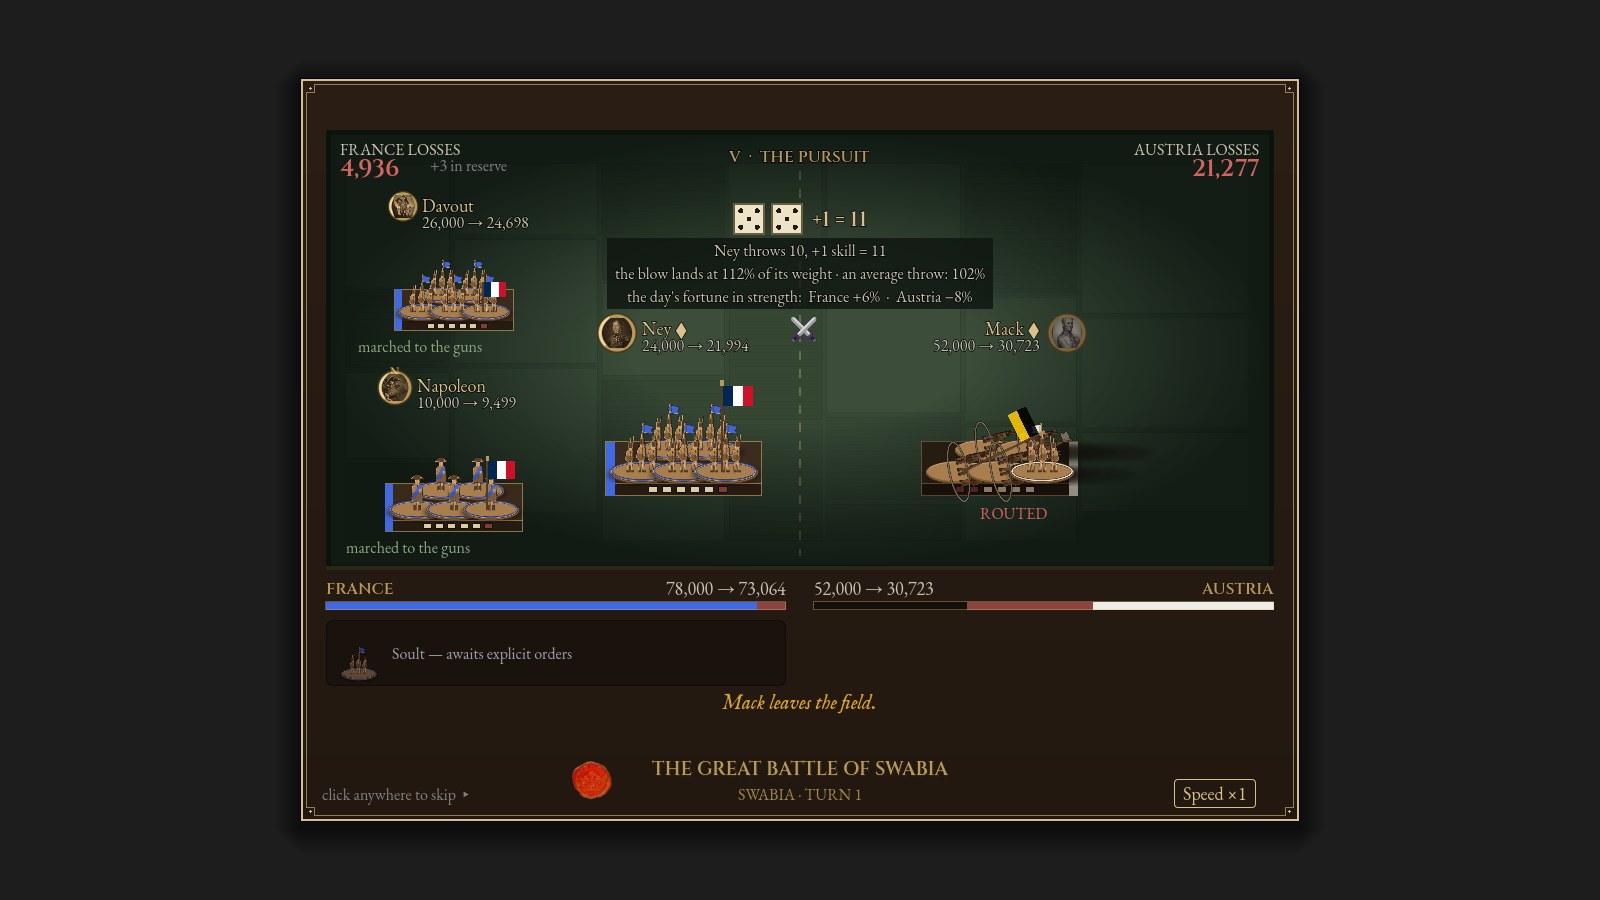 FRANCE LOSSES
4,936
+3 in reserve
V · THE PURSUIT
AUSTRIA LOSSES
21,277
Davout
26,000 → 24,698
+1 = 11
Ney throws 10, +1 skill = 11
the blow lands at 112% of its weight · an average throw: 102%
the day's fortune in strength: France +6% · Austria −8%
Ney
24,000 → 21,994
Mack
52,000 → 30,723
marched to the guns
N
Napoleon
10,000 → 9,499
ROUTED
marched to the guns
FRANCE
78,000 → 73,064
52,000 → 30,723
AUSTRIA
Soult — awaits explicit orders
Mack leaves the field.
THE GREAT BATTLE OF SWABIA
SWABIA · TURN 1
click anywhere to skip ▸
Speed ×1